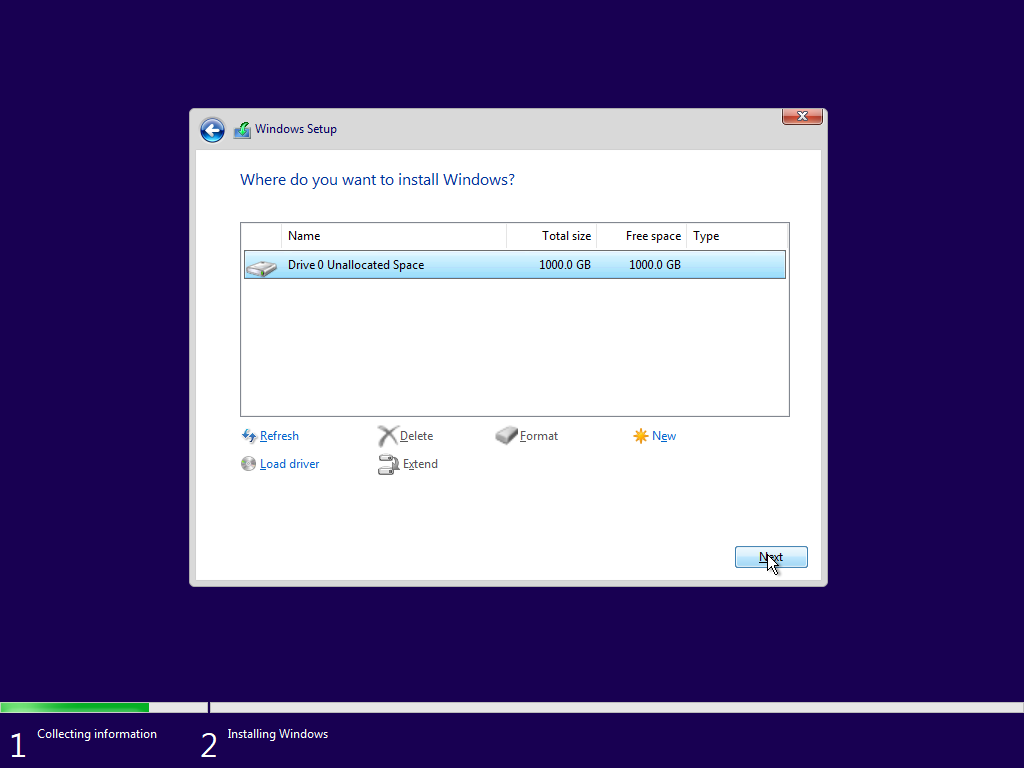 Windows Setup
Where do you want to install Windows?
Name Total size Free space Type
Drive 0 Unallocated Space 1000.0 GB 1000.0 GB
Refresh Delete Format New
Load driver Extend
Next
1 Collecting information 2 Installing Windows